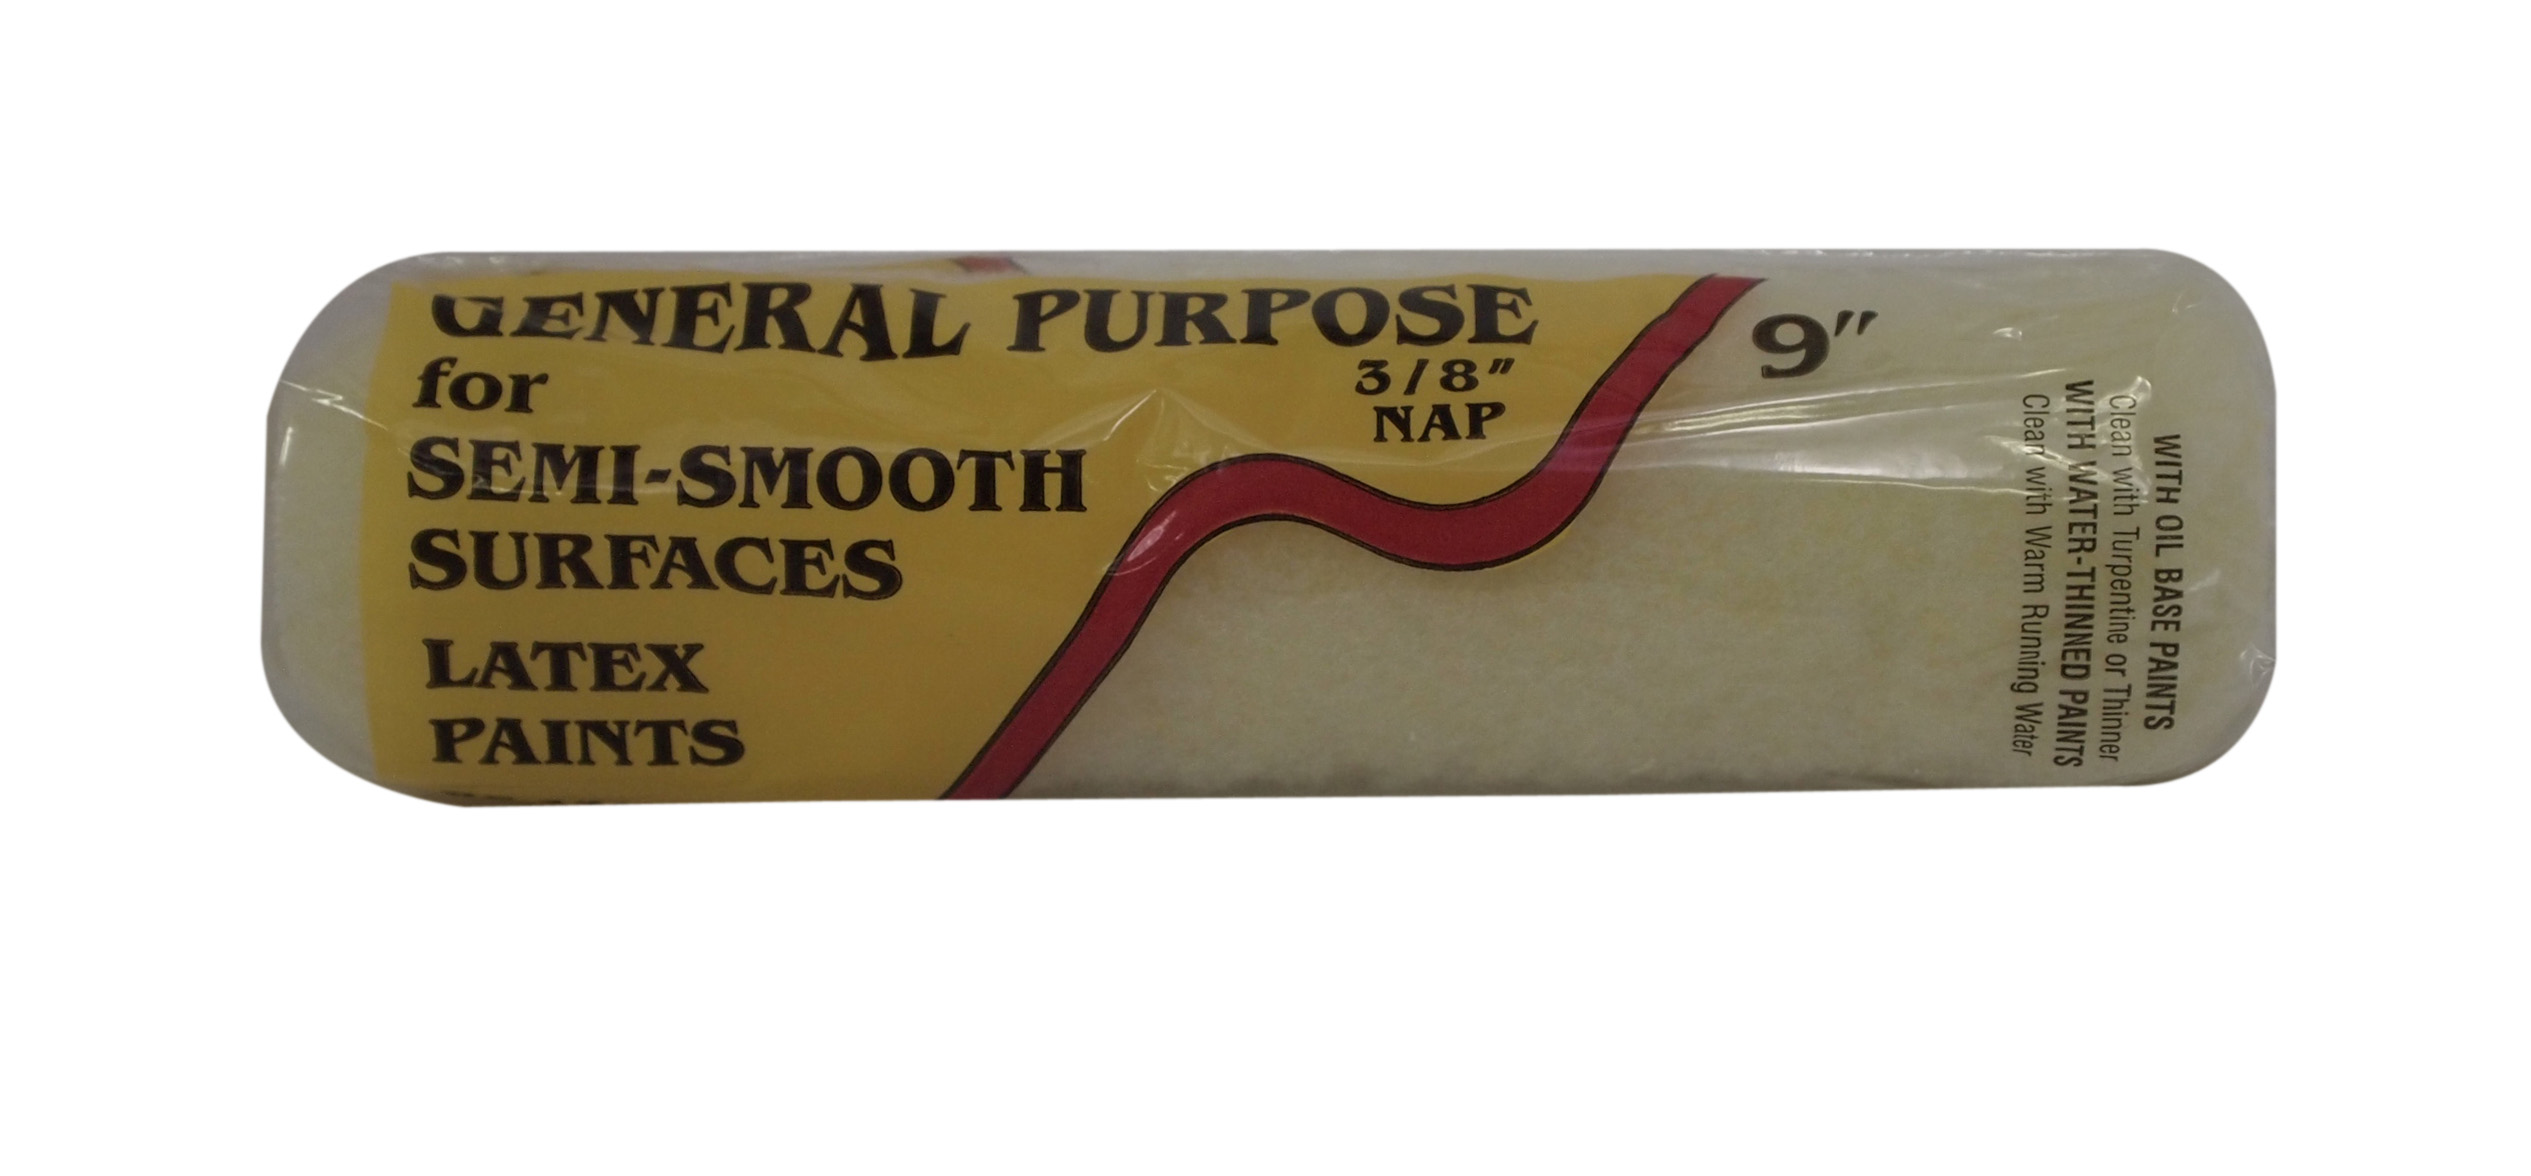 GENERAL PURPOSE
for
3/8"
NAP
SEMI-SMOOTH
SURFACES
LATEX
PAINTS
9"
WITH OIL BASE PAINTS
Clean with Turpentine or Thinner
WITH WATER-THINNED PAINTS
Clean with Warm Running Water